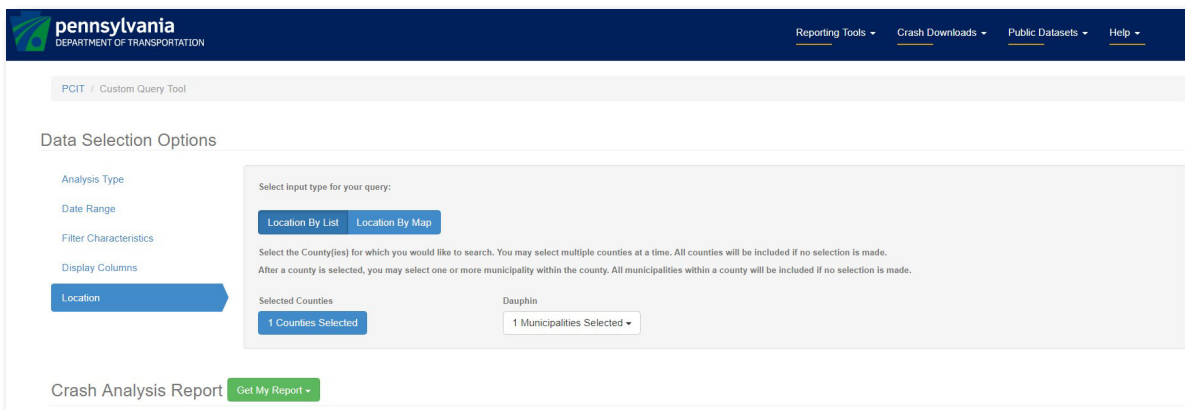 pennsylvania
DEPARTMENT OF TRANSPORTATION
Reporting Tools Crash Downloads Public Datasets Help
PCIT / Custom Query Tool
Data Selection Options
Analysis Type
Date Range
Filter Characteristics
Display Columns
Location
Select input type for your query:
Location By List Location By Map
Select the County(ies) for which you would like to search. You may select multiple counties at a time. All counties will be included if no selection is made.
After a county is selected, you may select one or more municipality within the county. All municipalities within a county will be included if no selection is made.
Selected Counties Dauphin
1 Counties Selected 1 Municipalities Selected
Crash Analysis Report Get My Report